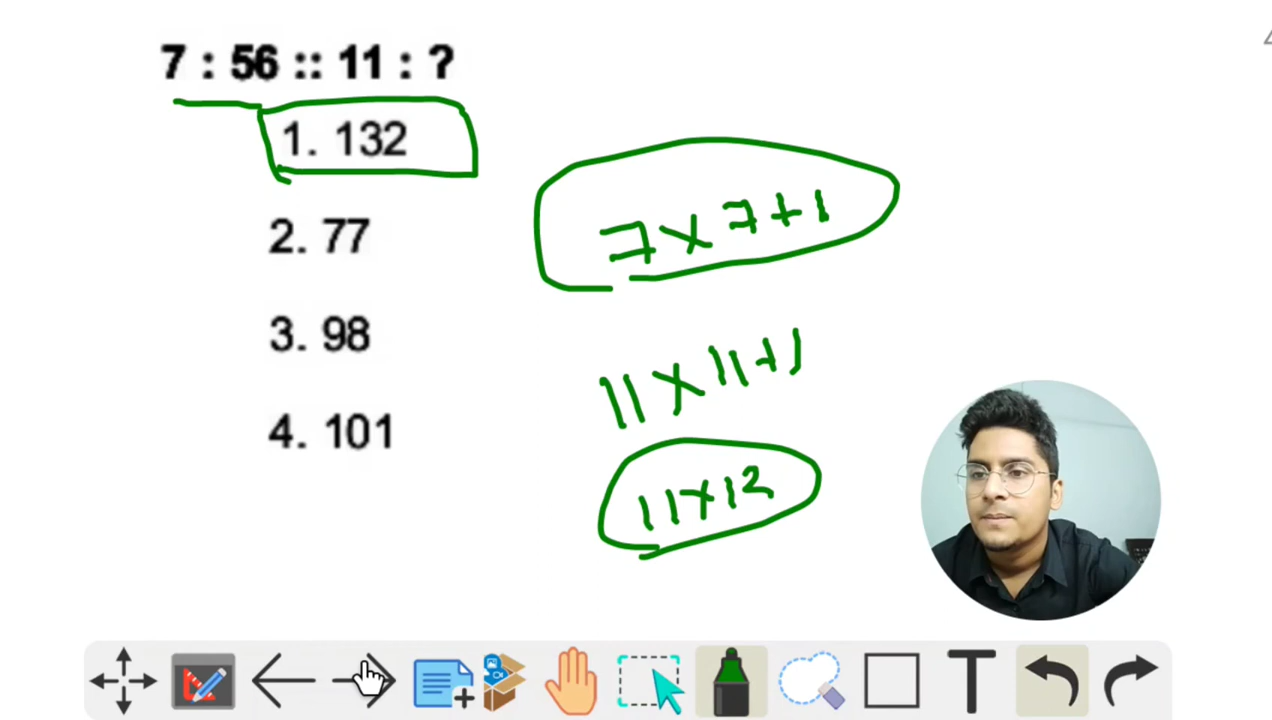 7 : 56 :: 11 : ?
1. 132
2. 77
3. 98
4. 101
7 x 7 + 1
11 x 11 + 1
11 x 12
T